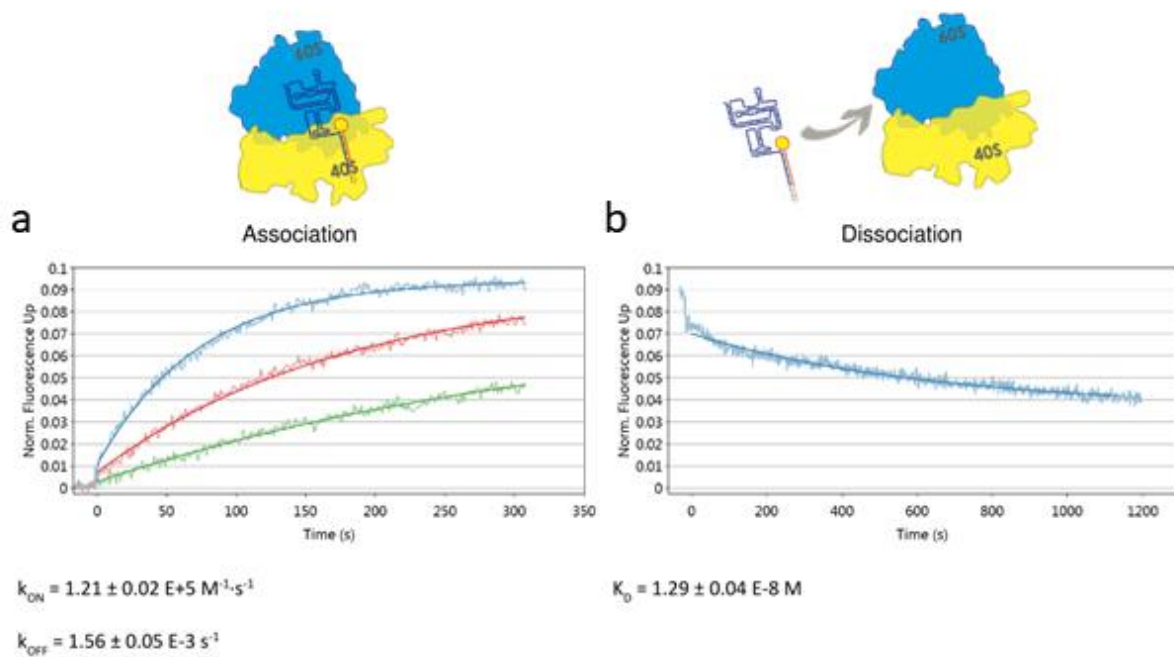 60S
40S
60S
40S
a
Association
b
Dissociation
0.1
0.09
0.08
0.07
0.06
0.05
0.04
0.03
0.02
0.01
0
Norm. Fluorescence Up
0 50 100 150 200 250 300 350
Time (s)
0.1
0.09
0.08
0.07
0.06
0.05
0.04
0.03
0.02
0.01
0
Norm. Fluorescence Up
0 200 400 600 800 1000 1200
Time (s)
k_ON = 1.21 ± 0.02 E+5 M⁻¹·s⁻¹
K_D = 1.29 ± 0.04 E-8 M
k_OFF = 1.56 ± 0.05 E-3 s⁻¹